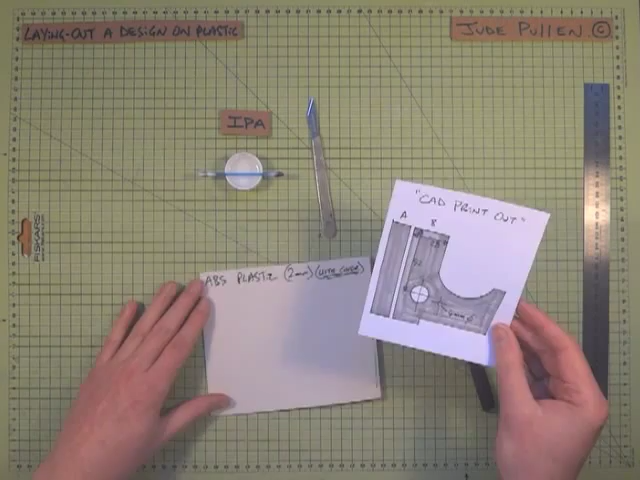 LAYING-OUT A DESIGN ON PLASTIC
JUDE PULLEN ©
IPA
"CAD PRINT OUT"
A B
ABS PLASTIC (2mm)
FISKARS